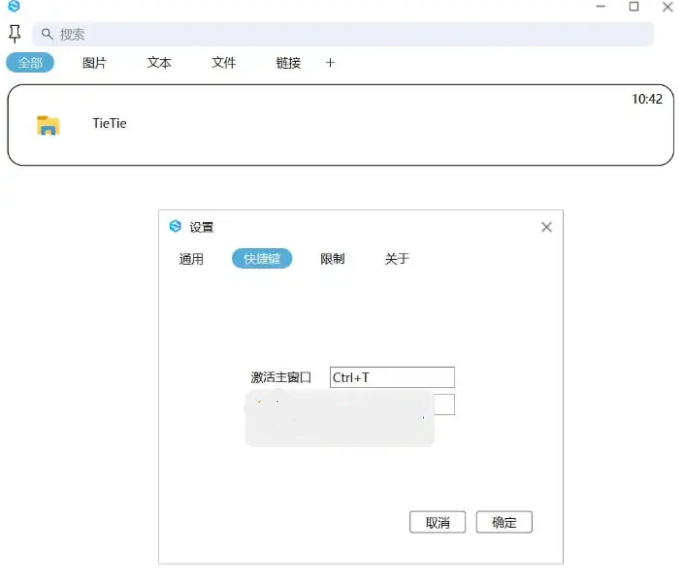 搜索
全部 图片 文本 文件 链接 +
10:42
TieTie
设置
通用 快捷键 限制 关于
激活主窗口 Ctrl+T
取消 确定